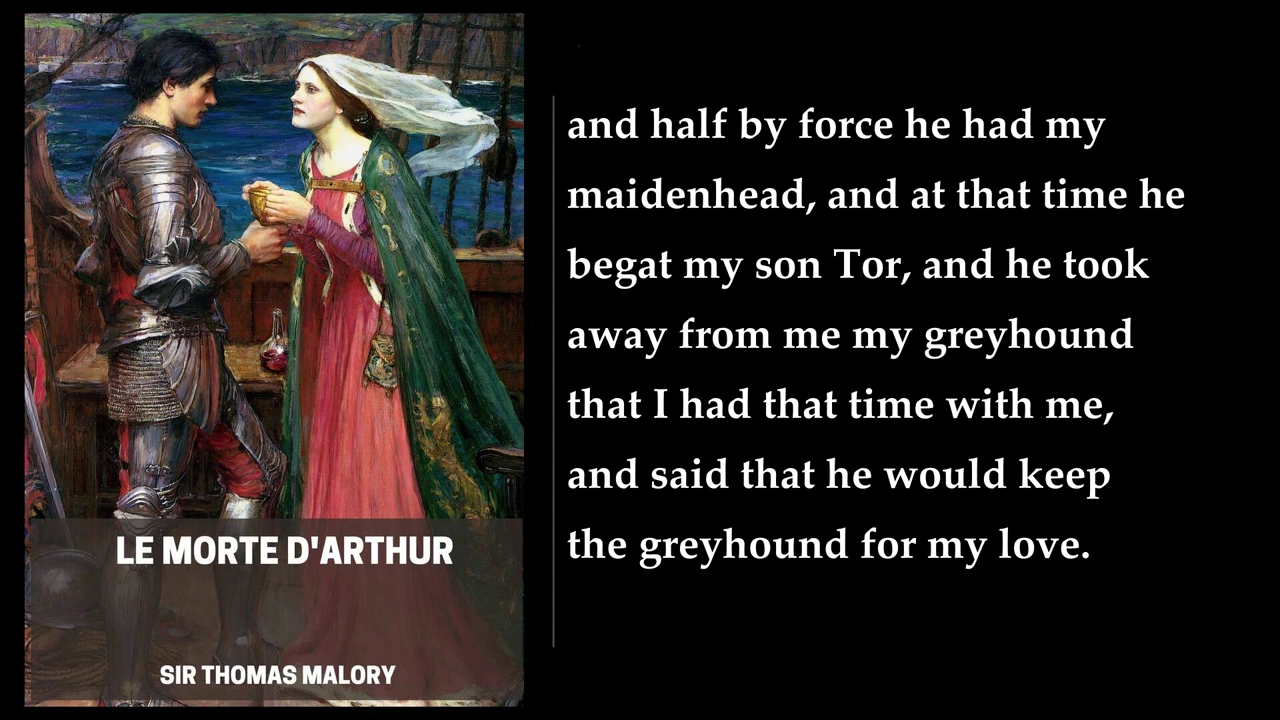 LE MORTE D'ARTHUR
SIR THOMAS MALORY
and half by force he had my
maidenhead, and at that time he
begat my son Tor, and he took
away from me my greyhound
that I had that time with me,
and said that he would keep
the greyhound for my love.